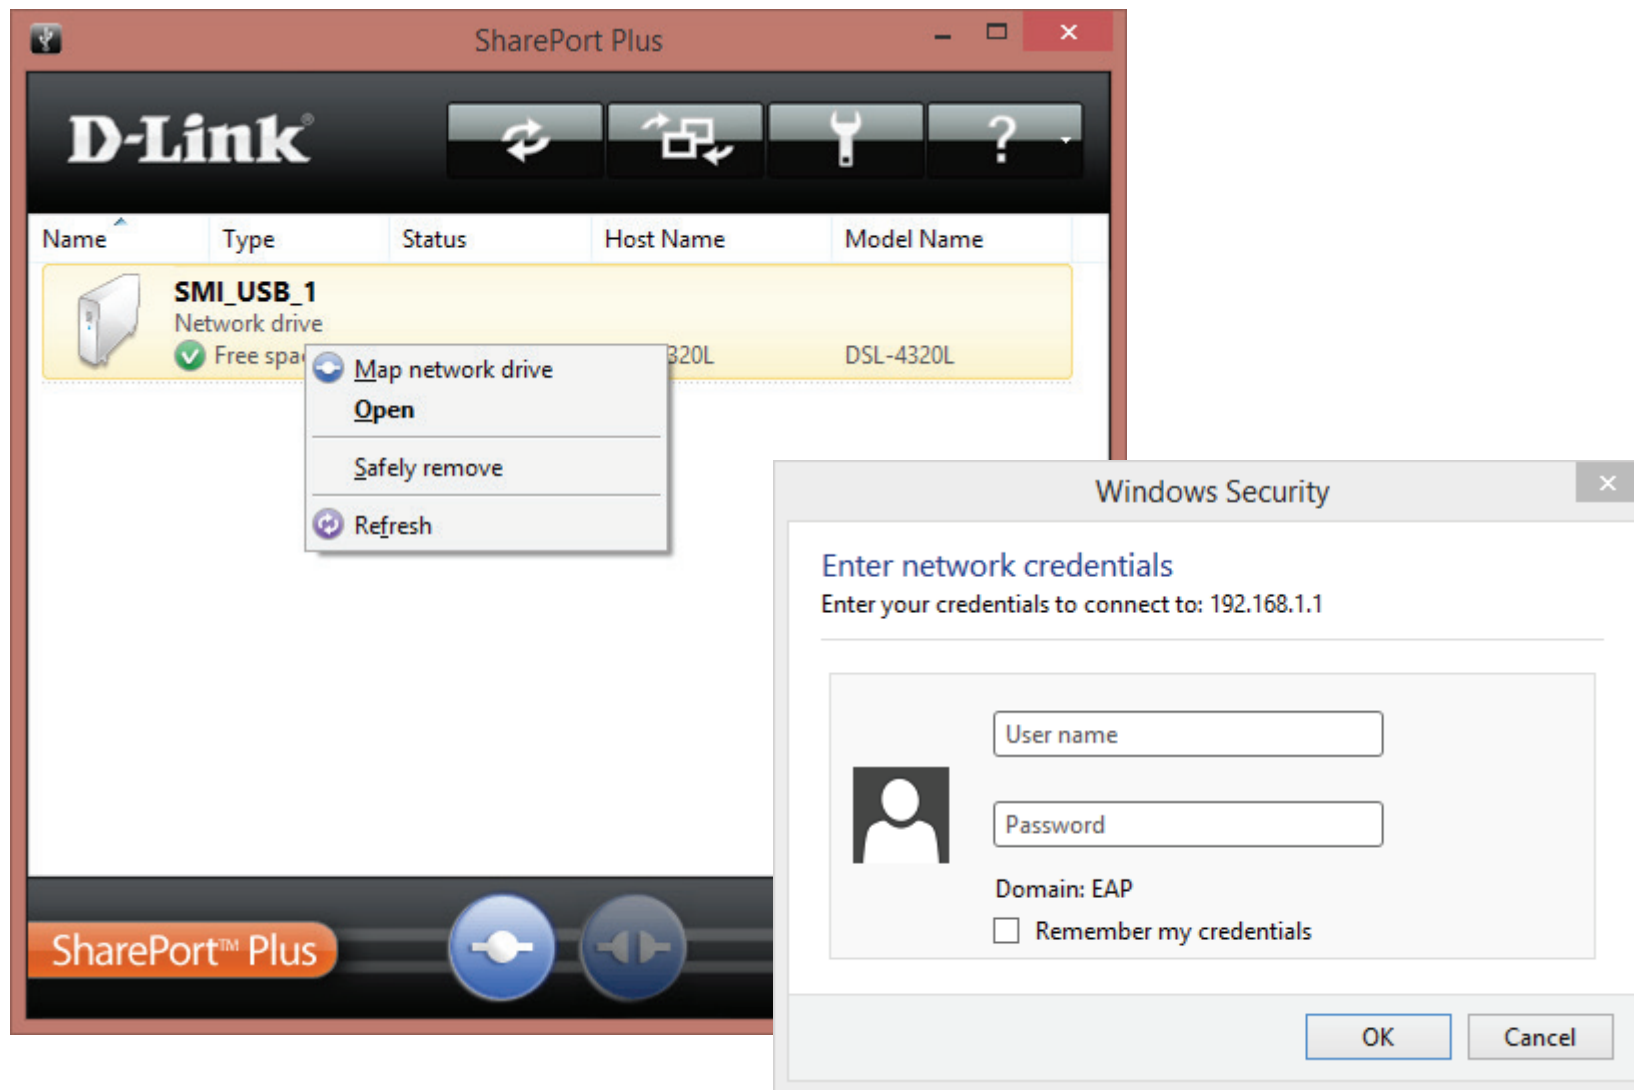 SharePort Plus
D-Link®
?
Name Type Status Host Name Model Name
SMI_USB_1
Network drive
Free spa 320L DSL-4320L
Map network drive
Open
Safely remove
Refresh
SharePort™ Plus
Windows Security
Enter network credentials
Enter your credentials to connect to: 192.168.1.1
User name
Password
Domain: EAP
Remember my credentials
OK Cancel